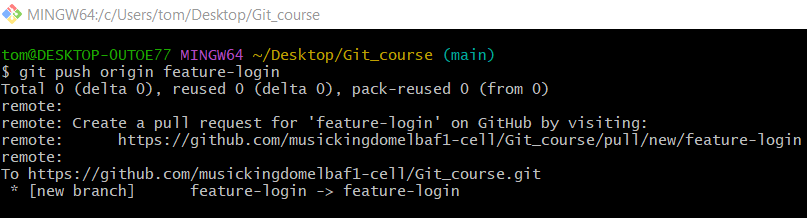 MINGW64:/c/Users/tom/Desktop/Git_course
tom@DESKTOP-OUTOE77 MINGW64 ~/Desktop/Git_course (main)
$ git push origin feature-login
Total 0 (delta 0), reused 0 (delta 0), pack-reused 0 (from 0)
remote:
remote: Create a pull request for 'feature-login' on GitHub by visiting:
remote:      https://github.com/musickingdomelbaf1-cell/Git_course/pull/new/feature-login
remote:
To https://github.com/musickingdomelbaf1-cell/Git_course.git
 * [new branch]      feature-login -> feature-login